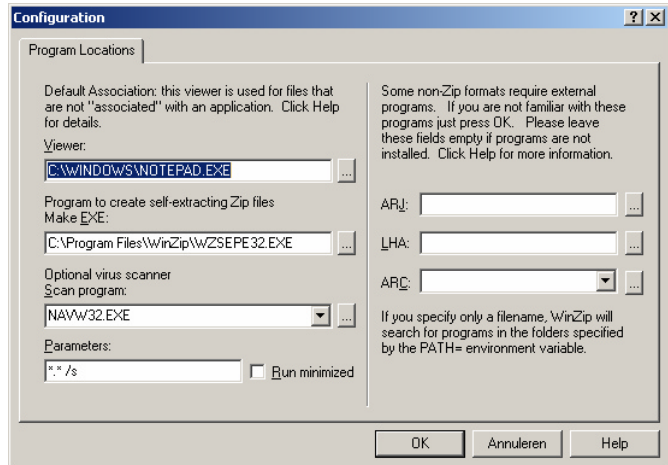 Configuration
Program Locations
Default Association: this viewer is used for files that
are not "associated" with an application. Click Help
for details.
Viewer:
C:\WINDOWS\NOTEPAD.EXE
...
Program to create self-extracting Zip files
Make EXE:
C:\Program Files\WinZip\WZSEPE32.EXE
...
Optional virus scanner
Scan program:
NAVW32.EXE
...
Parameters:
*.* /s
Run minimized
Some non-Zip formats require external
programs. If you are not familiar with these
programs just press OK. Please leave
these fields empty if programs are not
installed. Click Help for more information.
ARJ:
...
LHA:
...
ARC:
...
If you specify only a filename, WinZip will
search for programs in the folders specified
by the PATH= environment variable.
OK
Annuleren
Help